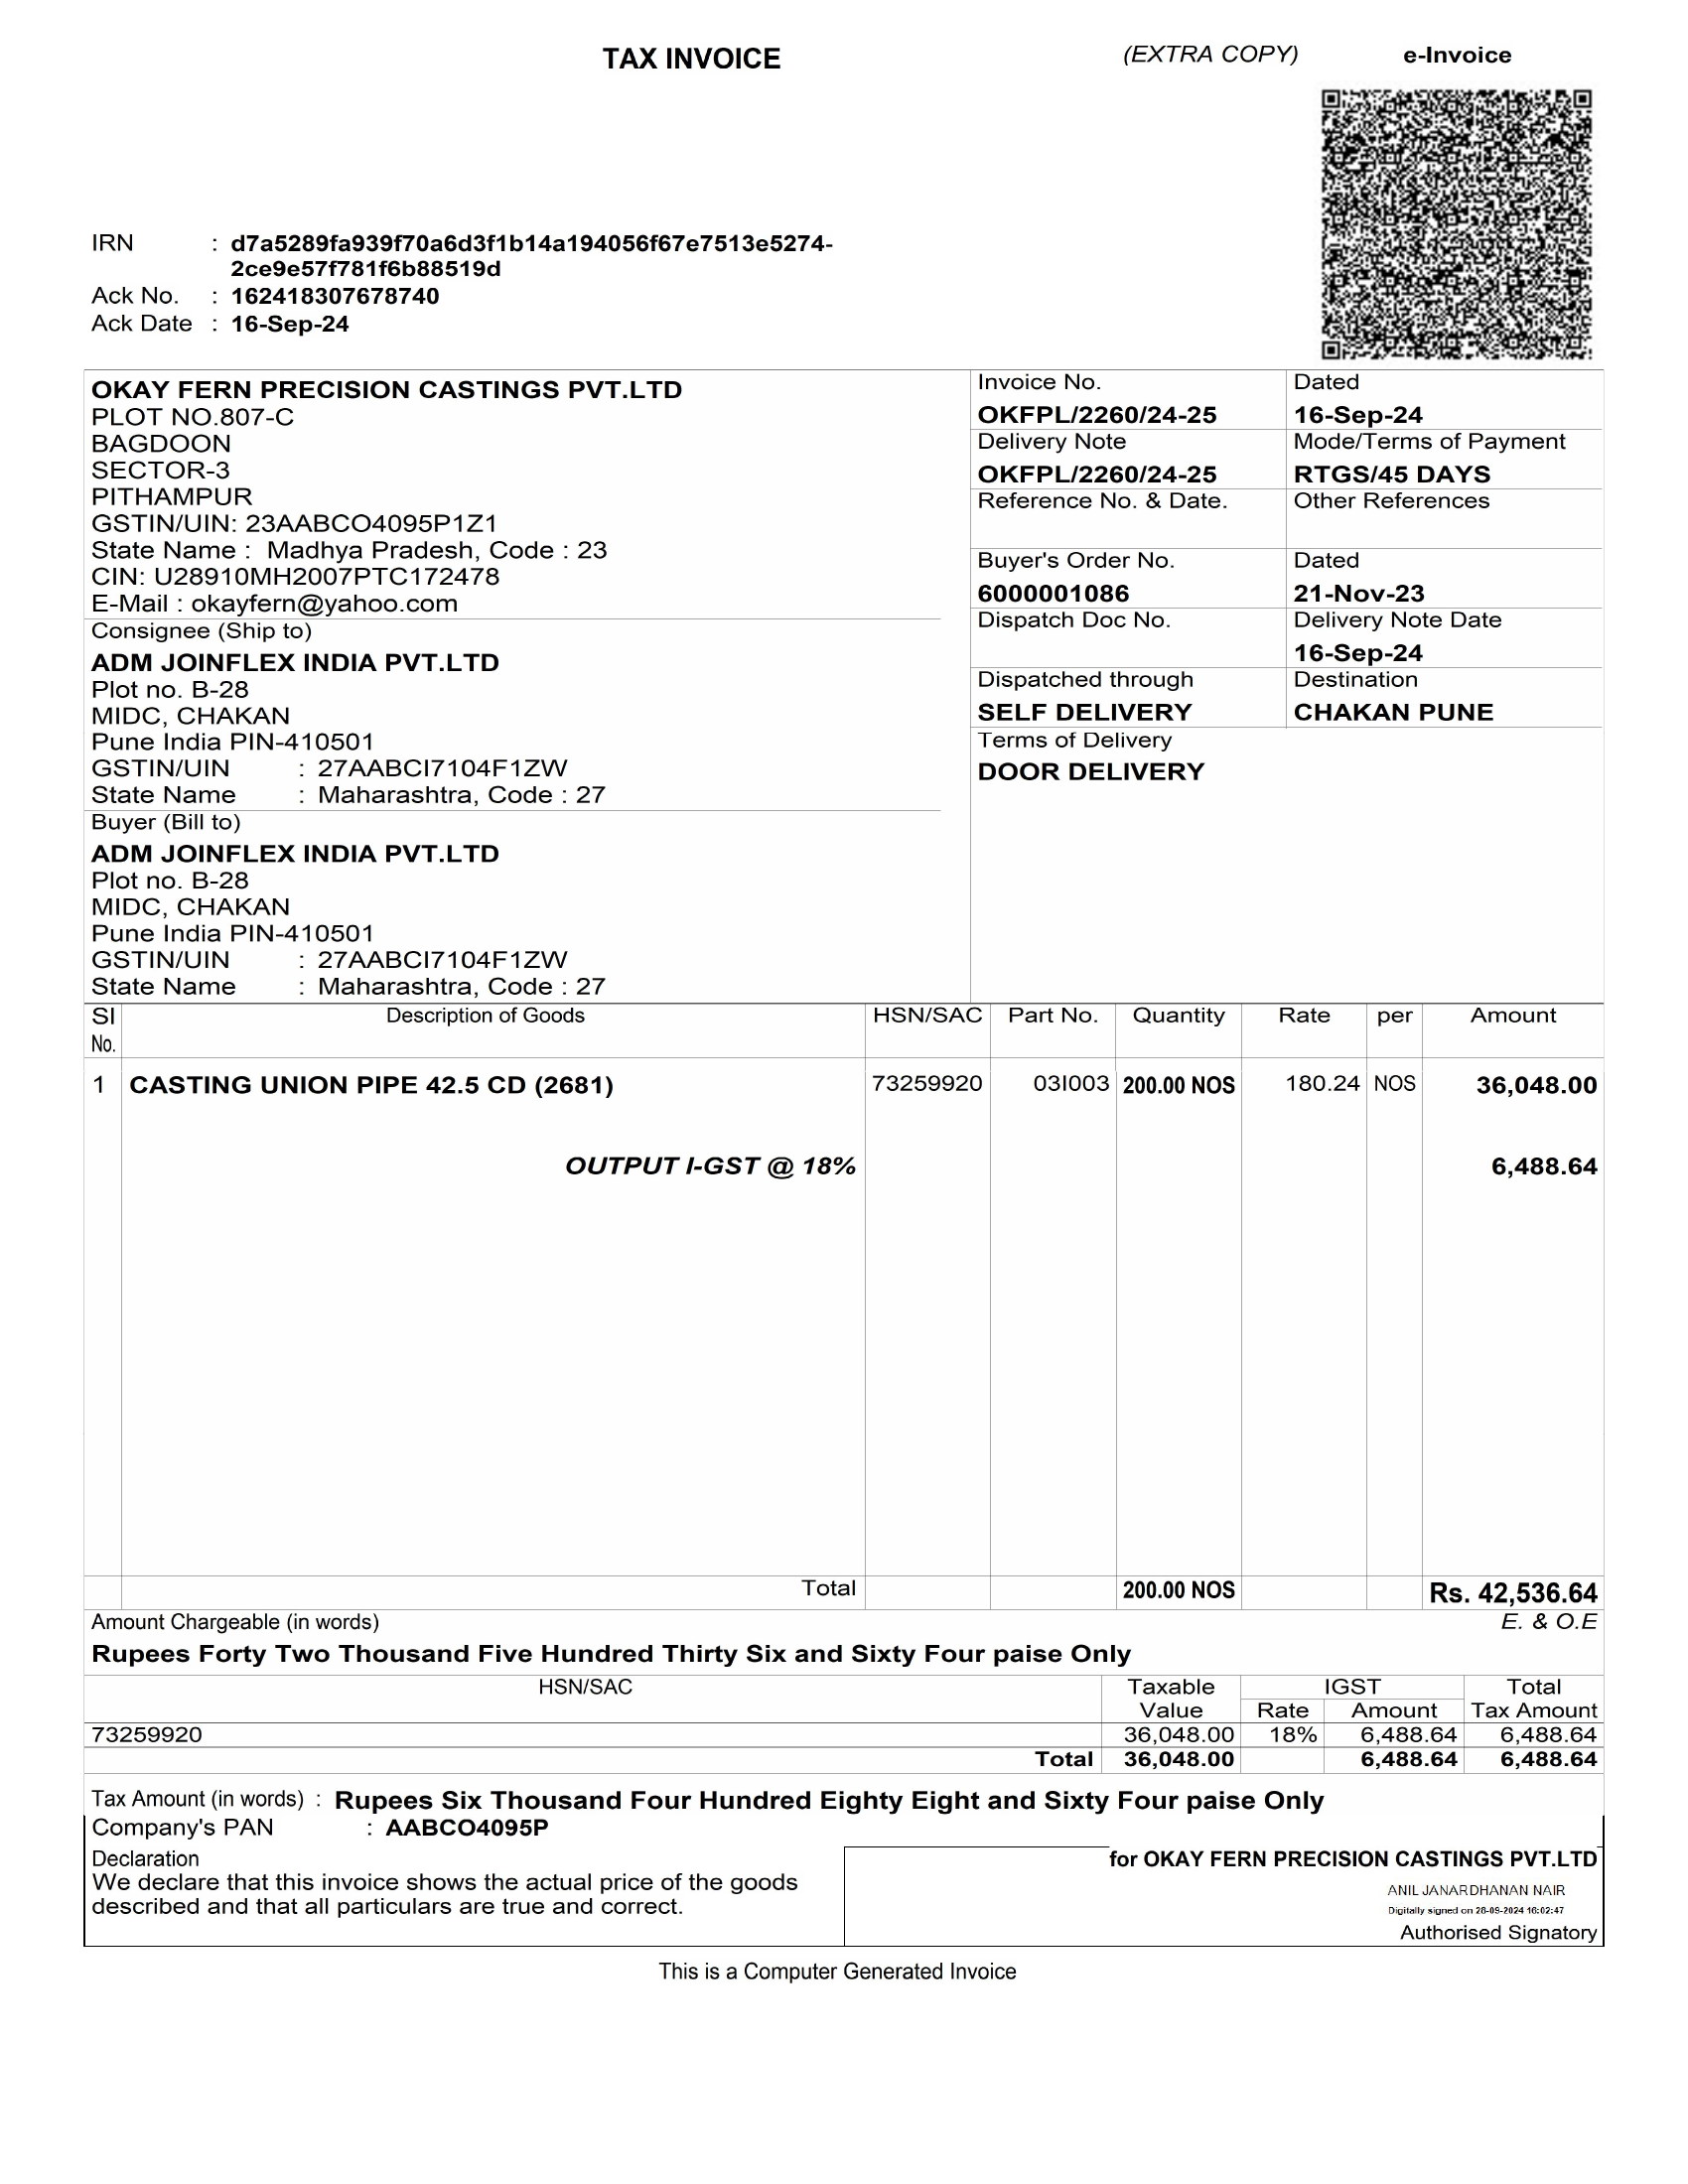 TAX INVOICE
(EXTRA COPY)
e-Invoice
IRN : d7a5289fa939f70a6d3f1b14a194056f67e7513e5274-
2ce9e57f781f6b88519d
Ack No. : 162418307678740
Ack Date : 16-Sep-24
OKAY FERN PRECISION CASTINGS PVT.LTD
PLOT NO.807-C
BAGDOON
SECTOR-3
PITHAMPUR
GSTIN/UIN: 23AABCO4095P1Z1
State Name : Madhya Pradesh, Code : 23
CIN: U28910MH2007PTC172478
E-Mail : okayfern@yahoo.com
Consignee (Ship to)
ADM JOINFLEX INDIA PVT.LTD
Plot no. B-28
MIDC, CHAKAN
Pune India PIN-410501
GSTIN/UIN : 27AABCI7104F1ZW
State Name : Maharashtra, Code : 27
Buyer (Bill to)
ADM JOINFLEX INDIA PVT.LTD
Plot no. B-28
MIDC, CHAKAN
Pune India PIN-410501
GSTIN/UIN : 27AABCI7104F1ZW
State Name : Maharashtra, Code : 27
Invoice No. Dated
OKFPL/2260/24-25 16-Sep-24
Delivery Note Mode/Terms of Payment
OKFPL/2260/24-25 RTGS/45 DAYS
Reference No. & Date. Other References
Buyer's Order No. Dated
6000001086 21-Nov-23
Dispatch Doc No. Delivery Note Date
16-Sep-24
Dispatched through Destination
SELF DELIVERY CHAKAN PUNE
Terms of Delivery
DOOR DELIVERY
SI Description of Goods HSN/SAC Part No. Quantity Rate per Amount
No.
1 CASTING UNION PIPE 42.5 CD (2681) 73259920 03I003 200.00 NOS 180.24 NOS 36,048.00
OUTPUT I-GST @ 18% 6,488.64
Total 200.00 NOS Rs. 42,536.64
Amount Chargeable (in words) E. & O.E
Rupees Forty Two Thousand Five Hundred Thirty Six and Sixty Four paise Only
HSN/SAC Taxable IGST Total
Value Rate Amount Tax Amount
73259920 36,048.00 18% 6,488.64 6,488.64
Total 36,048.00 6,488.64 6,488.64
Tax Amount (in words) : Rupees Six Thousand Four Hundred Eighty Eight and Sixty Four paise Only
Company's PAN : AABCO4095P
Declaration
We declare that this invoice shows the actual price of the goods
described and that all particulars are true and correct.
for OKAY FERN PRECISION CASTINGS PVT.LTD
ANIL JANARDHANAN NAIR
Digitally signed on 28-09-2024 16:02:47
Authorised Signatory
This is a Computer Generated Invoice